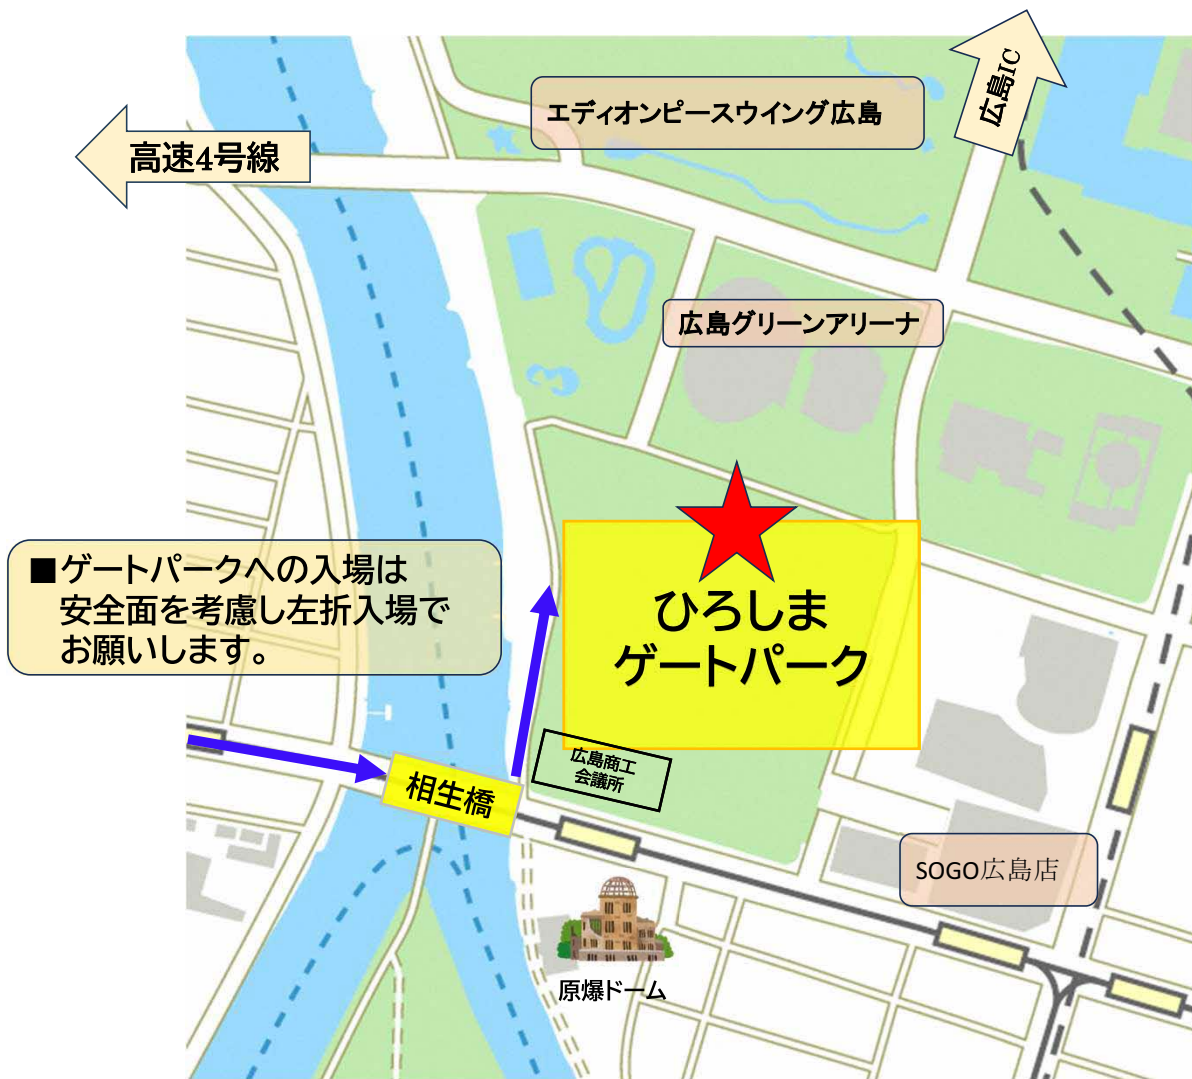 広島IC
エディオンピースウイング広島
高速4号線
広島グリーンアリーナ
■ゲートパークへの入場は
安全面を考慮し左折入場で
お願いします。
ひろしま
ゲートパーク
広島商工
会議所
相生橋
SOGO広島店
原爆ドーム